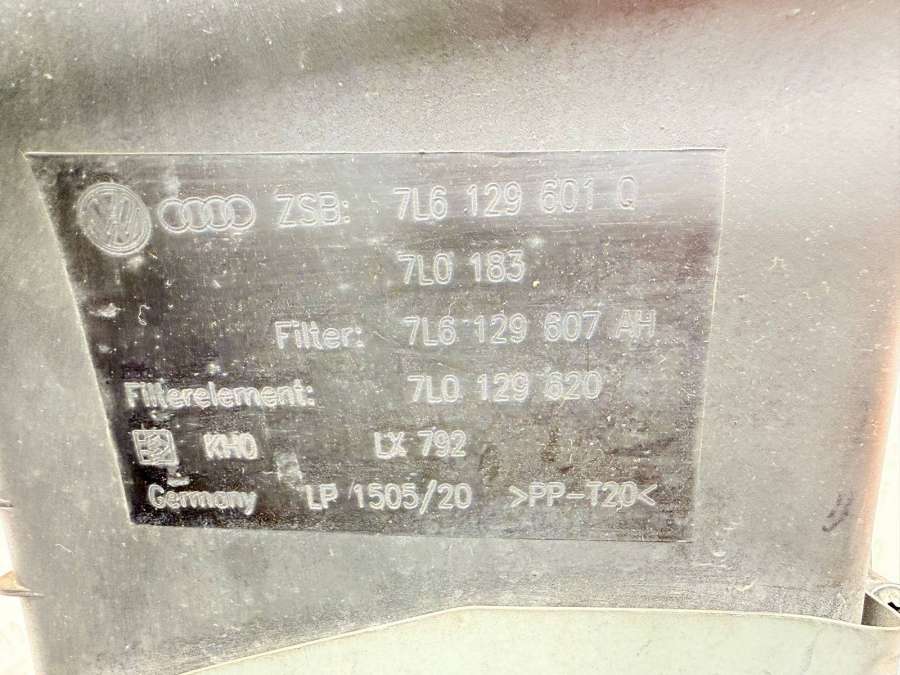 ZSB: 7L6 129 601 Q
7L0 183
Filter: 7L6 129 607 AH
Filterelement: 7L0 129 620
KHO LX 792
Germany LP 1505/20 >PP-T20<